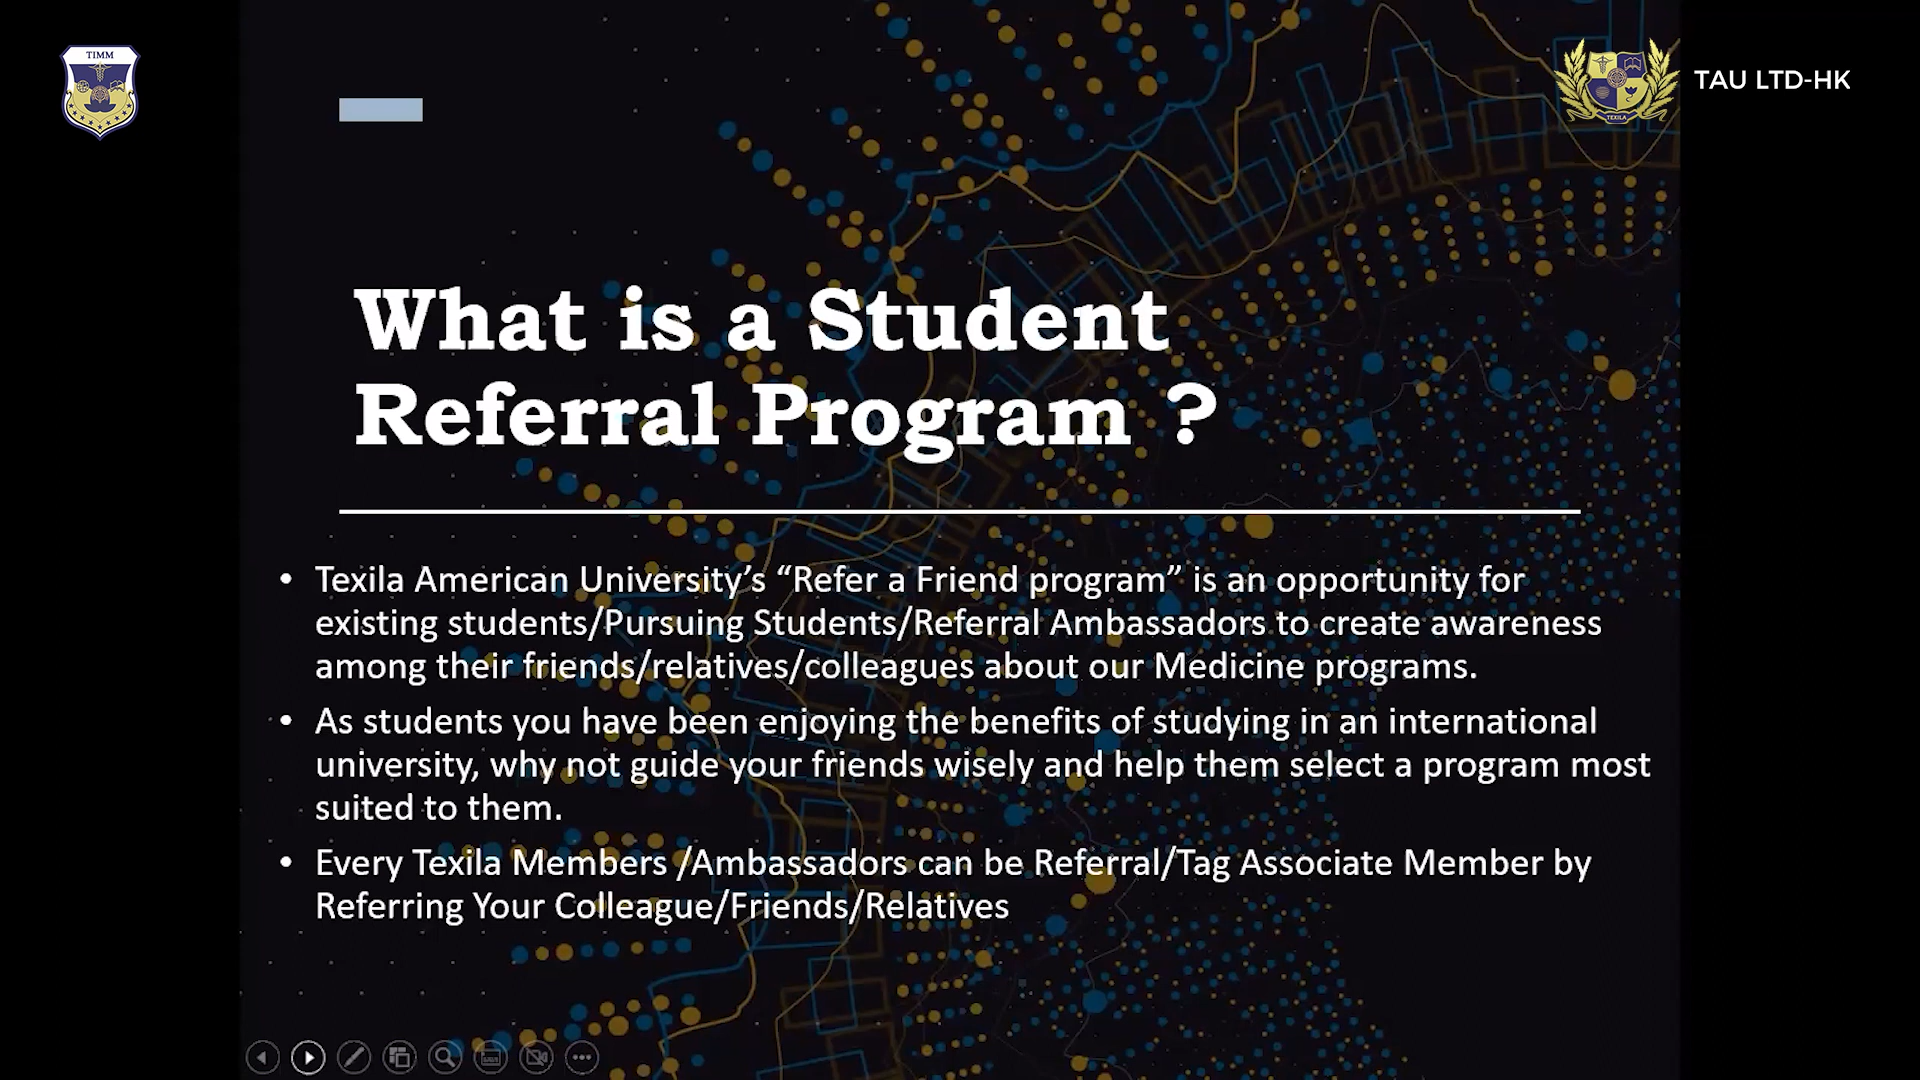 TIMM
TEXILA
TAU LTD-HK
What is a Student
Referral Program ?
• Texila American University’s “Refer a Friend program” is an opportunity for
existing students/Pursuing Students/Referral Ambassadors to create awareness
among their friends/relatives/colleagues about our Medicine programs.
• As students you have been enjoying the benefits of studying in an international
university, why not guide your friends wisely and help them select a program most
suited to them.
• Every Texila Members /Ambassadors can be Referral/Tag Associate Member by
Referring Your Colleague/Friends/Relatives